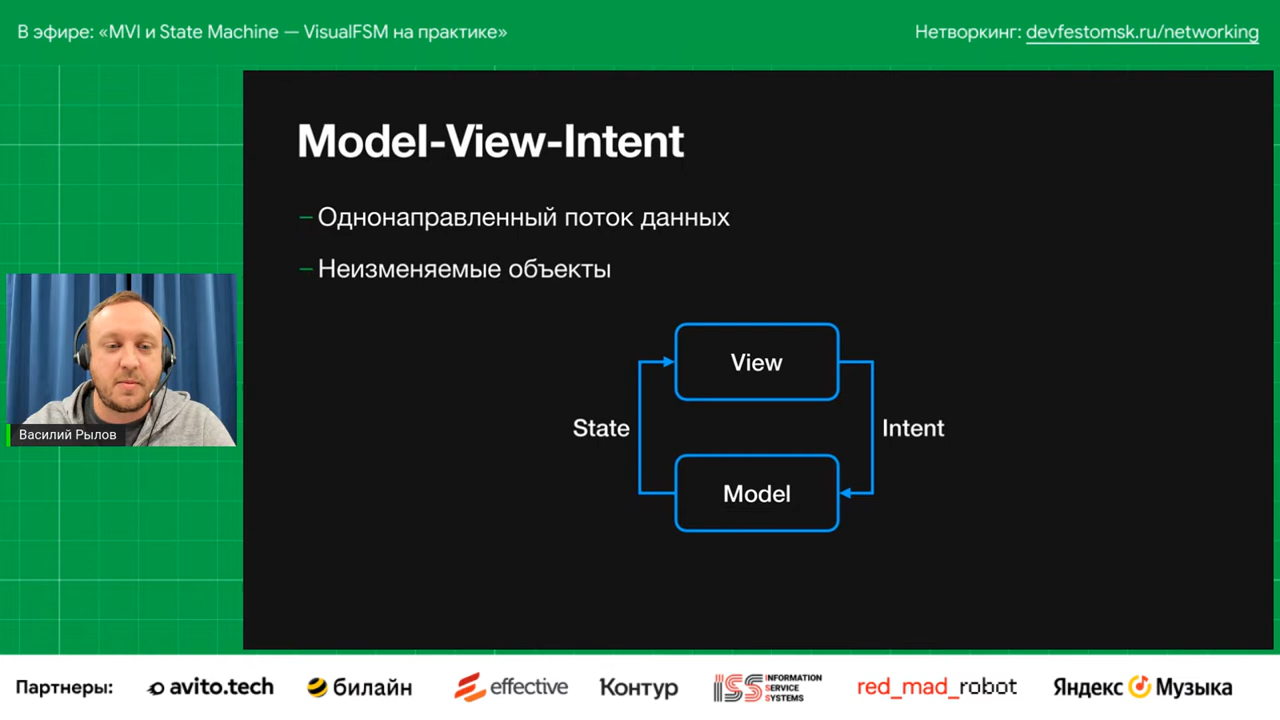 В эфире: «MVI и State Machine — VisualFSM на практике»
Нетворкинг: devfestomsk.ru/networking
Model-View-Intent
– Однонаправленный поток данных
– Неизменяемые объекты
View
State
Intent
Model
Василий Рылов
Партнеры:
avito.tech
билайн
effective
Контур
ISS INFORMATION
SERVICE
SYSTEMS
red_mad_robot
Яндекс Музыка